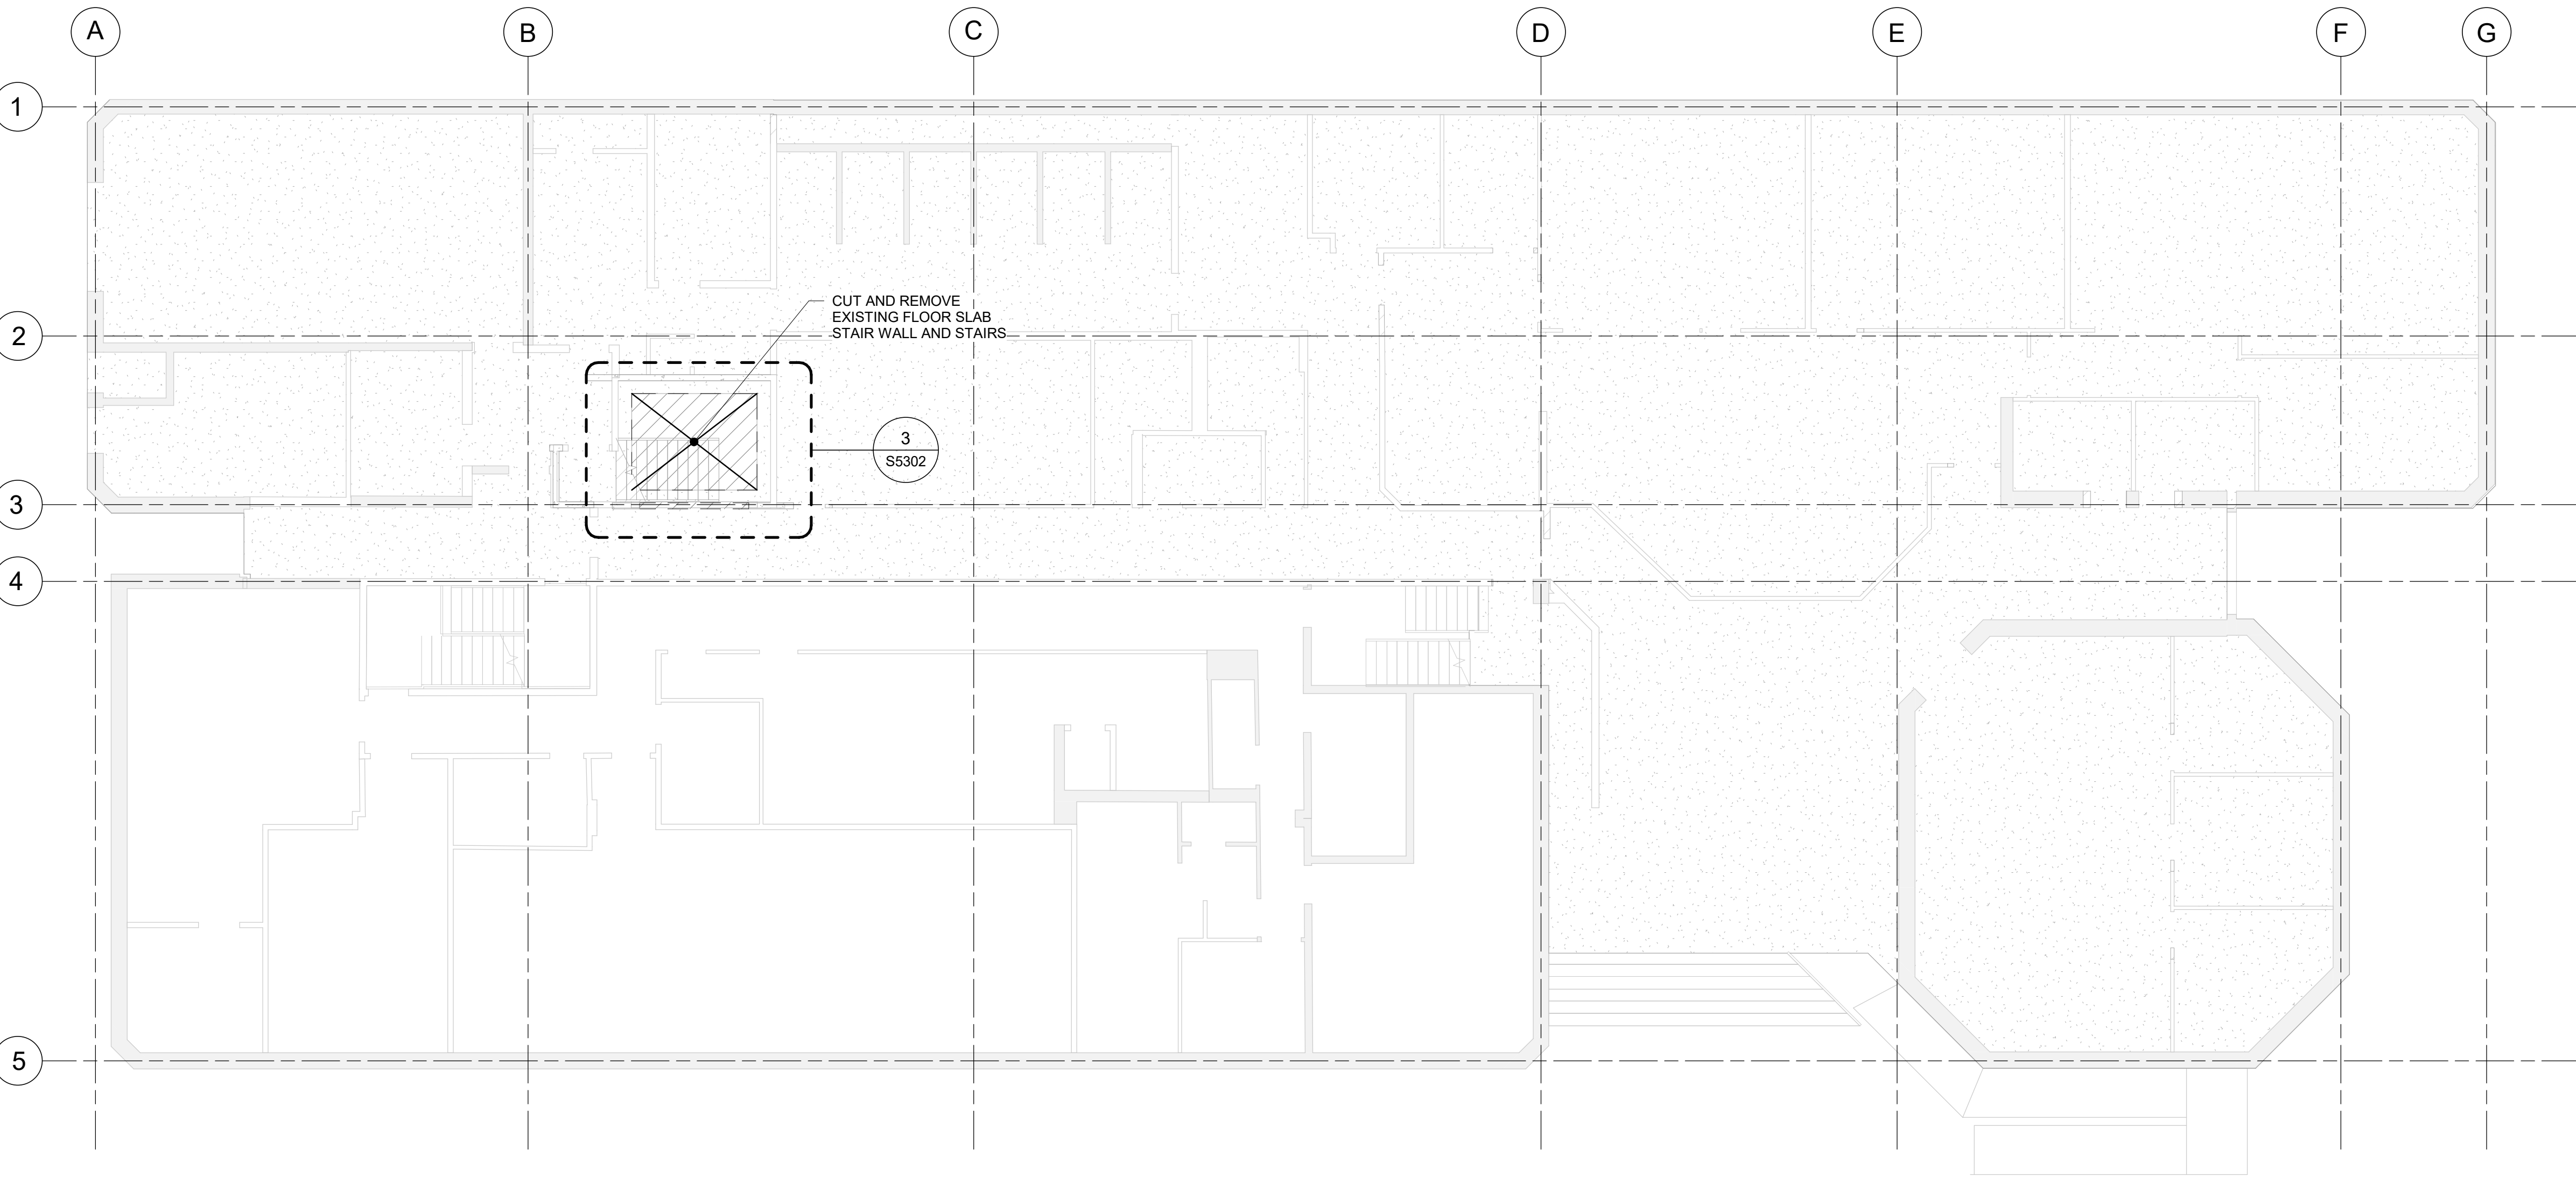 A
B
C
D
E
F
G
1
2
CUT AND REMOVE
EXISTING FLOOR SLAB
STAIR WALL AND STAIRS
3
S5302
3
4
5